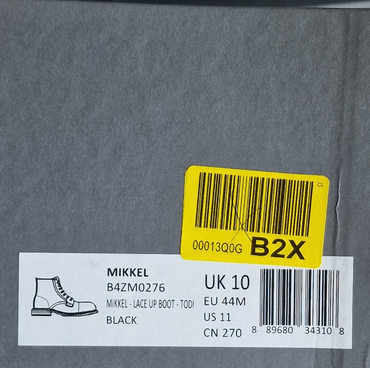 CL
00013Q0G B2X
MIKKEL
B4ZM0276
MIKKEL - LACE UP BOOT - TODI
BLACK
UK 10
EU 44M
US 11
CN 270
8 89680 34310 8